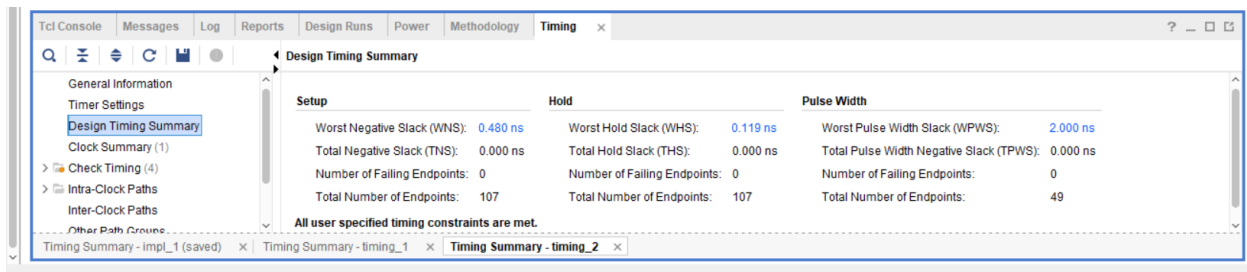 Tcl Console Messages Log Reports Design Runs Power Methodology Timing × ? _
Design Timing Summary
General Information
Timer Settings
Design Timing Summary
Clock Summary (1)
> Check Timing (4)
> Intra-Clock Paths
Inter-Clock Paths
Other Path Groups
Setup Hold Pulse Width
Worst Negative Slack (WNS): 0.480 ns Worst Hold Slack (WHS): 0.119 ns Worst Pulse Width Slack (WPWS): 2.000 ns
Total Negative Slack (TNS): 0.000 ns Total Hold Slack (THS): 0.000 ns Total Pulse Width Negative Slack (TPWS): 0.000 ns
Number of Failing Endpoints: 0 Number of Failing Endpoints: 0 Number of Failing Endpoints: 0
Total Number of Endpoints: 107 Total Number of Endpoints: 107 Total Number of Endpoints: 49
All user specified timing constraints are met.
Timing Summary - impl_1 (saved) × Timing Summary - timing_1 × Timing Summary - timing_2 ×